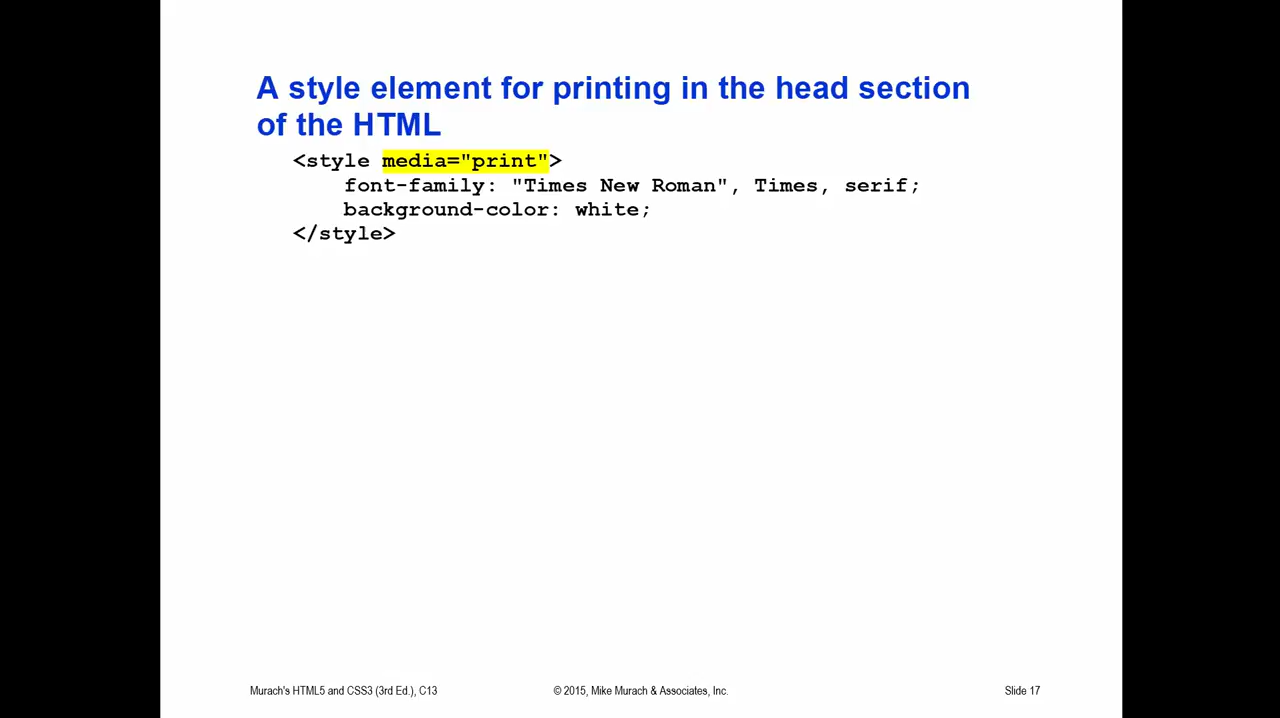 A style element for printing in the head section
of the HTML
<style media="print">
    font-family: "Times New Roman", Times, serif;
    background-color: white;
</style>
Murach's HTML5 and CSS3 (3rd Ed.), C13
© 2015, Mike Murach & Associates, Inc.
Slide 17